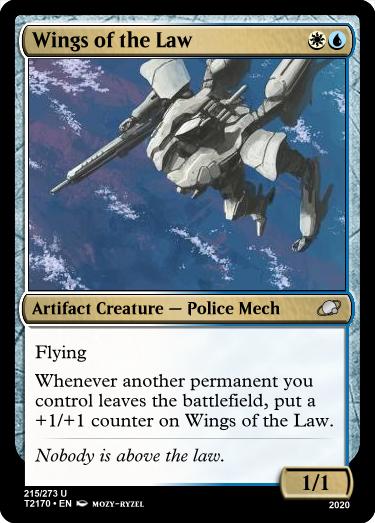 Wings of the Law
Artifact Creature — Police Mech
Flying
Whenever another permanent you
control leaves the battlefield, put a
+1/+1 counter on Wings of the Law.
Nobody is above the law.
1/1
215/273 U
T2170 • EN MOZY-RYZEL
2020